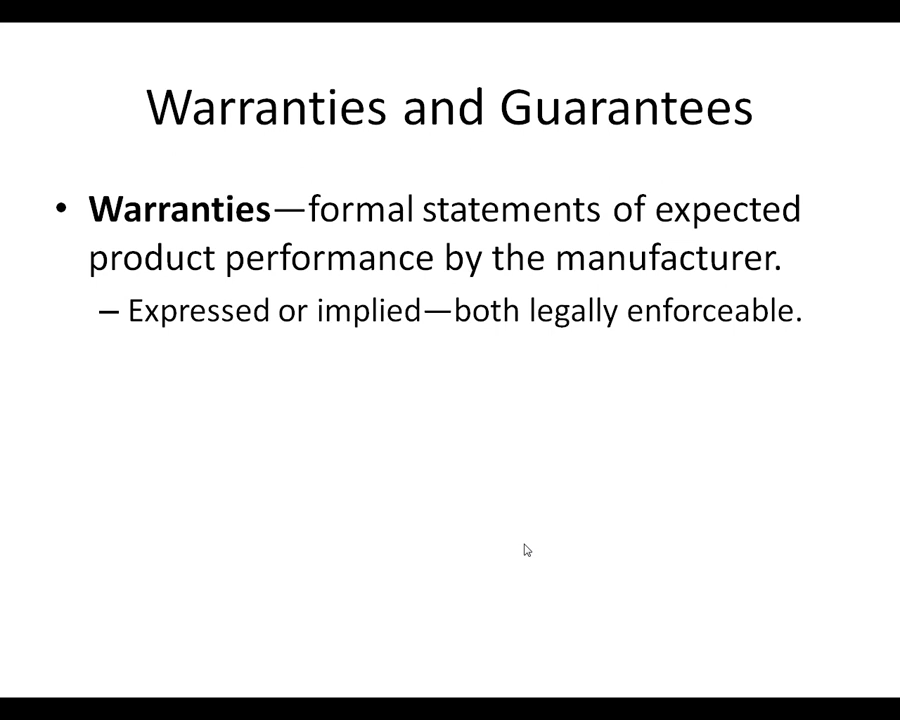 Warranties and Guarantees
• Warranties—formal statements of expected
product performance by the manufacturer.
– Expressed or implied—both legally enforceable.